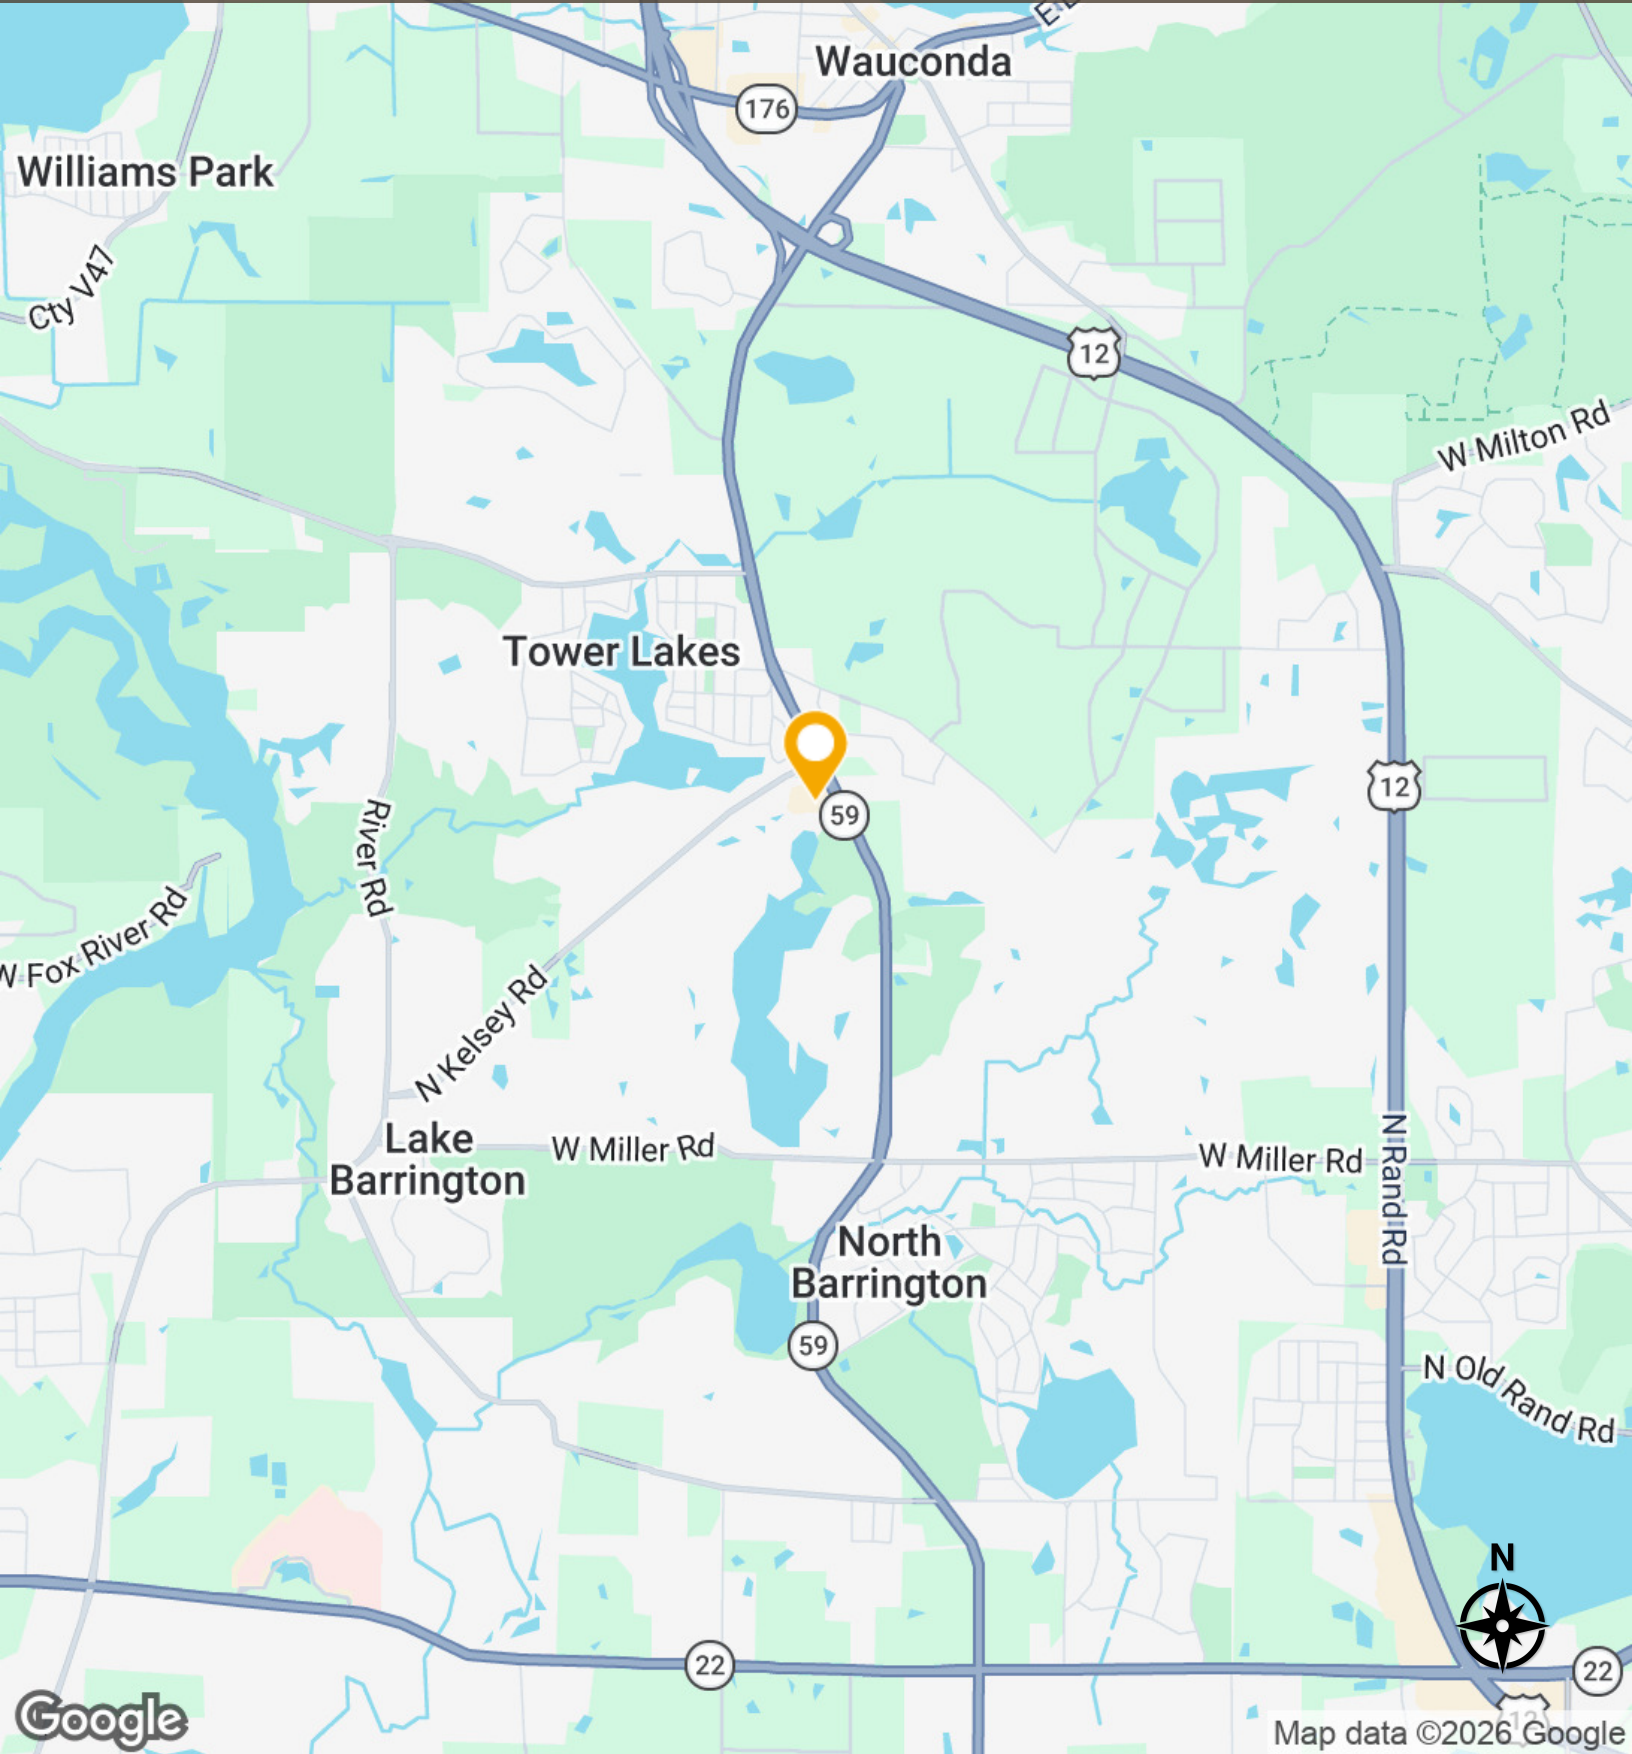 Wauconda
176
Williams Park
Cty V47
12
W Milton Rd
Tower Lakes
12
59
River Rd
W Fox River Rd
N Kelsey Rd
Lake
Barrington
W Miller Rd
W Miller Rd
N Rand Rd
North
Barrington
59
N Old Rand Rd
N
22
22
12
Google
Map data ©2026 Google